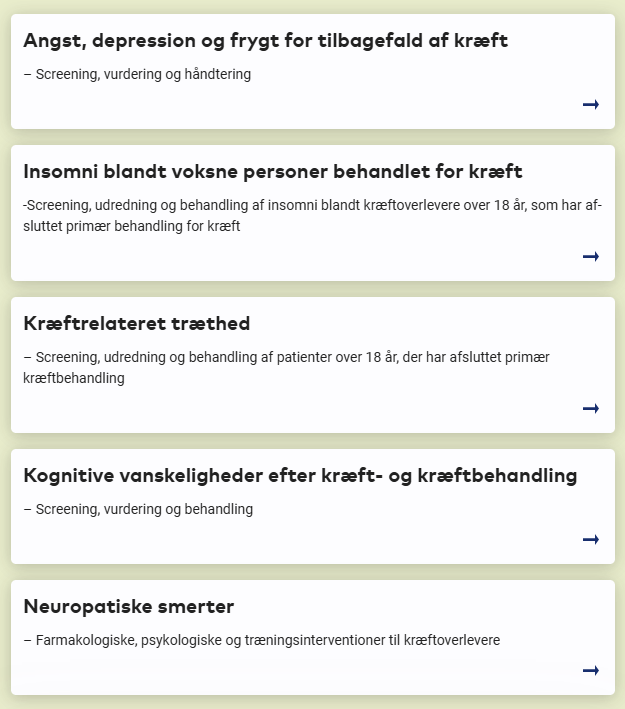 Angst, depression og frygt for tilbagefald af kræft
– Screening, vurdering og håndtering
Insomni blandt voksne personer behandlet for kræft
-Screening, udredning og behandling af insomni blandt kræftoverlevere over 18 år, som har af-
sluttet primær behandling for kræft
Kræftrelateret træthed
– Screening, udredning og behandling af patienter over 18 år, der har afsluttet primær
kræftbehandling
Kognitive vanskeligheder efter kræft- og kræftbehandling
– Screening, vurdering og behandling
Neuropatiske smerter
– Farmakologiske, psykologiske og træningsinterventioner til kræftoverlevere